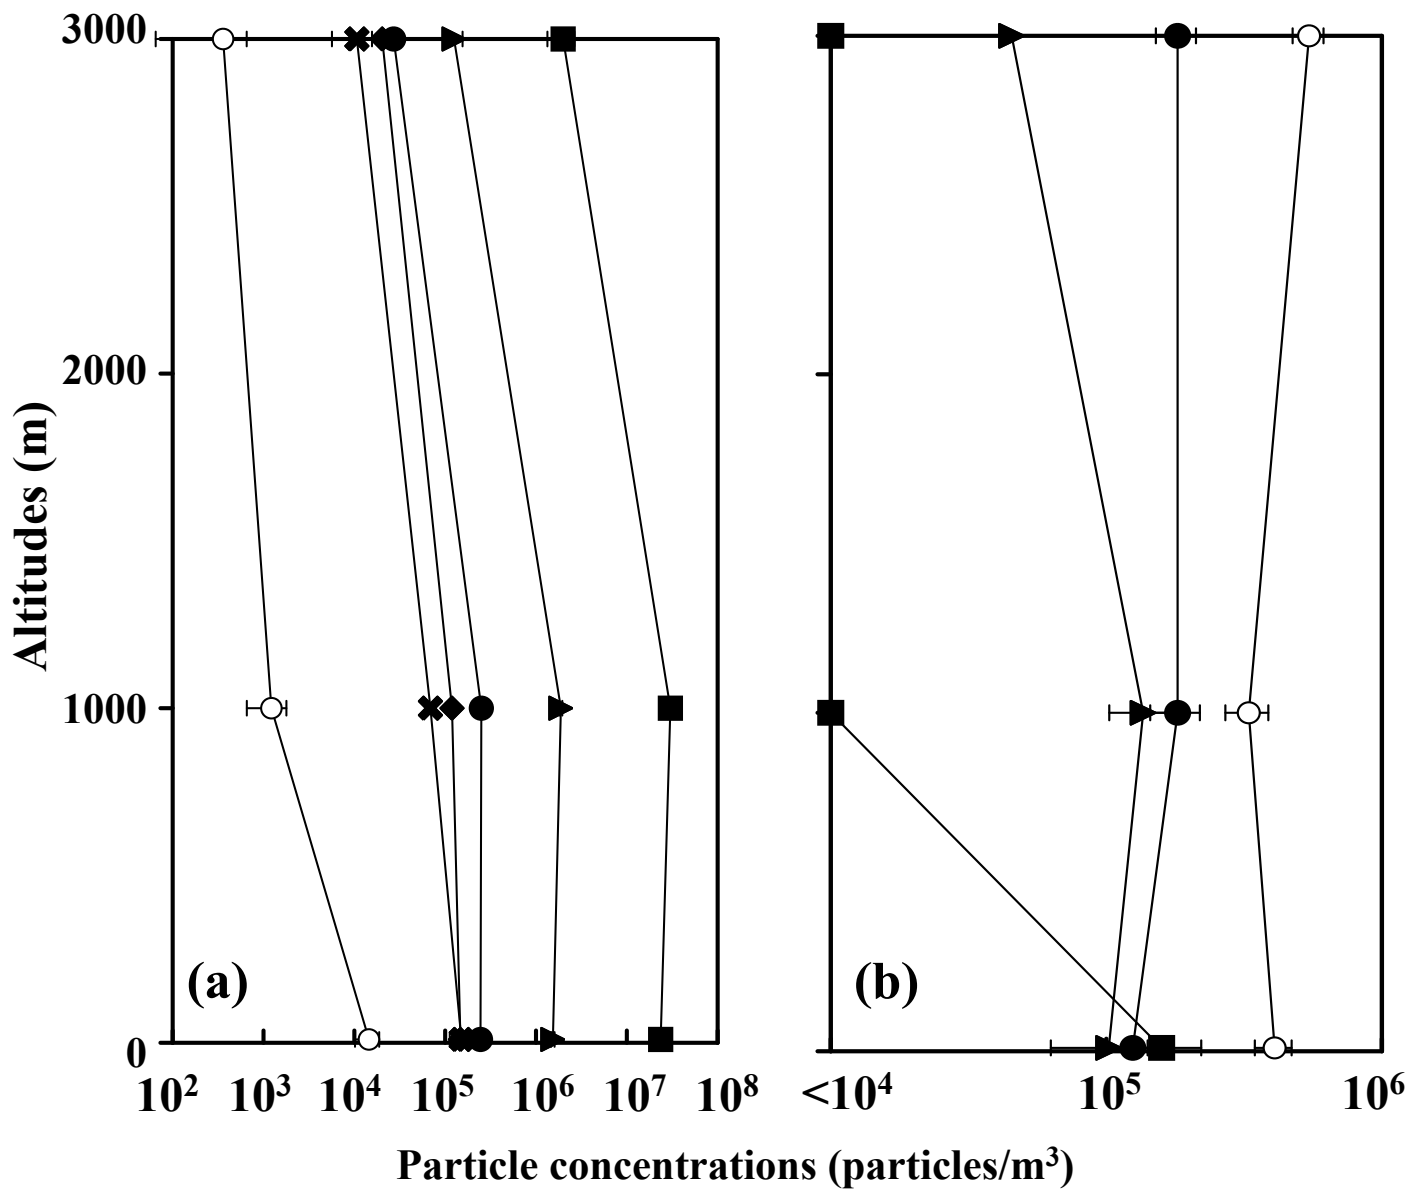 3000
2000
1000
0
Altitudes (m)
(a)
(b)
10² 10³ 10⁴ 10⁵ 10⁶ 10⁷ 10⁸
<10⁴ 10⁵ 10⁶
Particle concentrations (particles/m³)